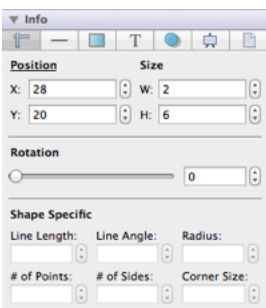 Info
T
Position Size
X: 28 W: 2
Y: 20 H: 6
Rotation
0
Shape Specific
Line Length: Line Angle: Radius:
# of Points: # of Sides: Corner Size: